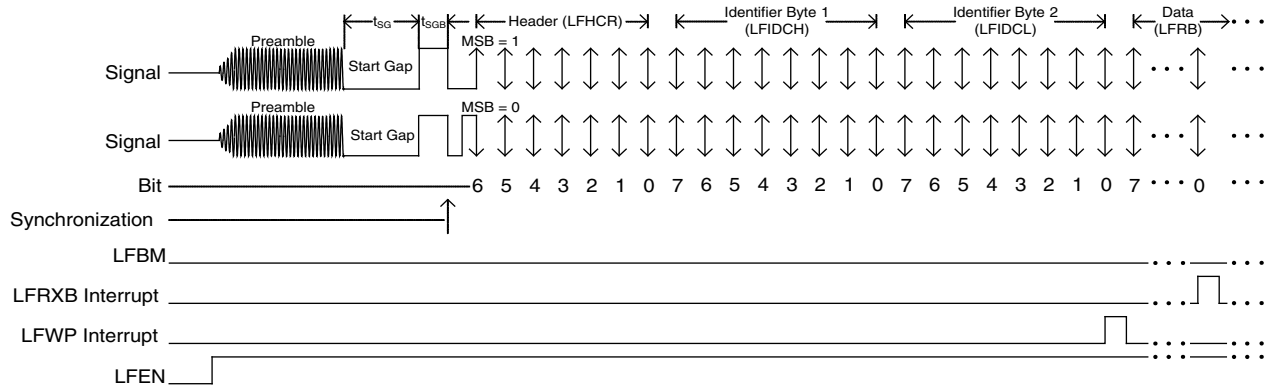 t_SG t_SGB Header (LFHCR) Identifier Byte 1 (LFIDCH) Identifier Byte 2 (LFIDCL) Data (LFRB)
Preamble MSB = 1
Signal Start Gap
Preamble MSB = 0
Signal Start Gap
Bit 6 5 4 3 2 1 0 7 6 5 4 3 2 1 0 7 6 5 4 3 2 1 0 7 0
Synchronization
LFBM
LFRXB Interrupt
LFWP Interrupt
LFEN